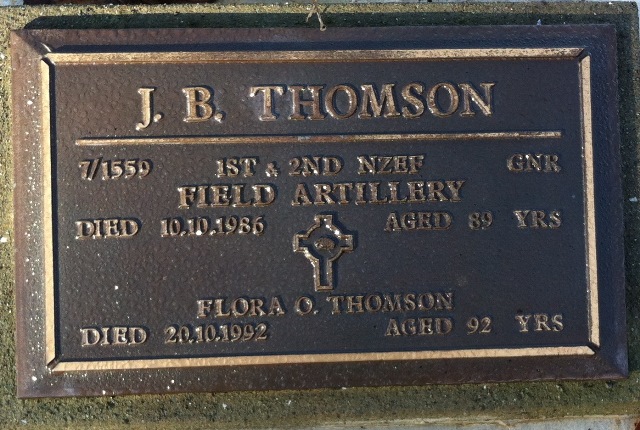 J. B. THOMSON
7/1559 1ST & 2ND NZEF GNR
FIELD ARTILLERY
DIED 10.10.1986 AGED 89 YRS
FLORA O. THOMSON
DIED 20.10.1992 AGED 92 YRS